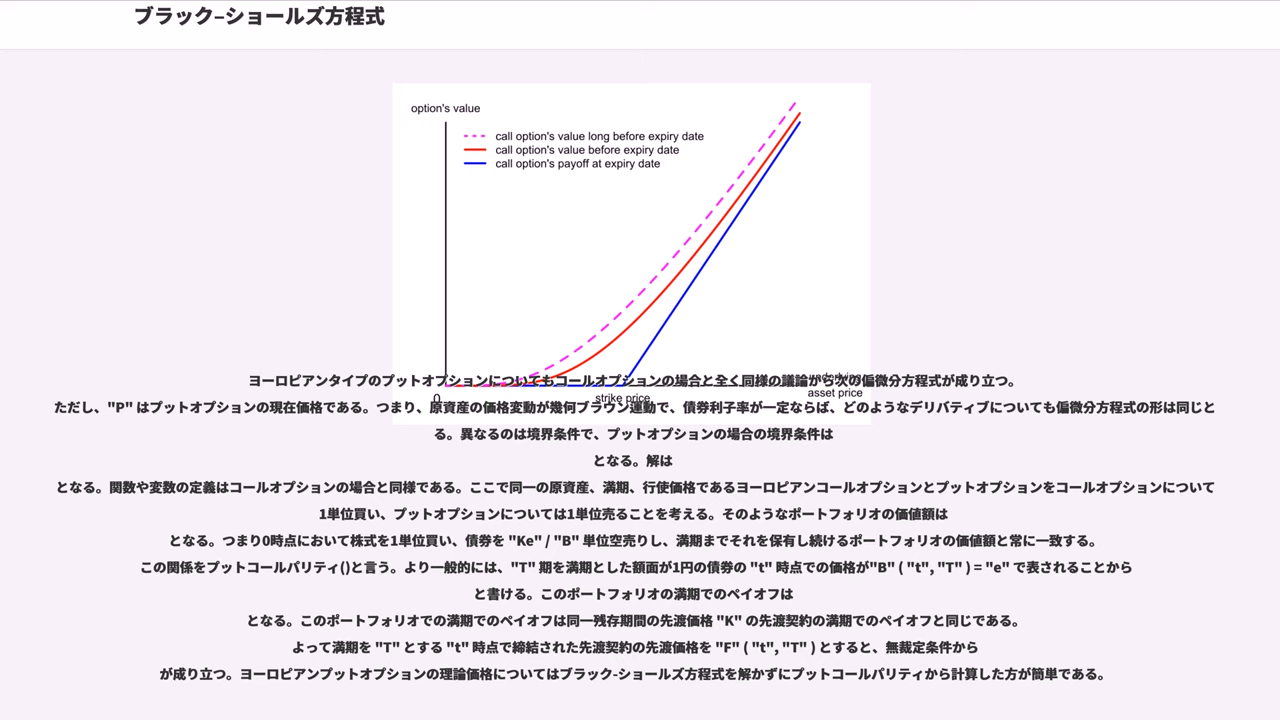 ブラック–ショールズ方程式
option's value
call option's value long before expiry date
call option's value before expiry date
call option's payoff at expiry date
ヨーロピアンタイプのプットオプションについてもコールオプションの場合と全く同様の議論から次の偏微分方程式が成り立つ。
underlying
asset price
0
strike price
ただし、"P" はプットオプションの現在価格である。つまり、原資産の価格変動が幾何ブラウン運動で、債券利子率が一定ならば、どのようなデリバティブについても偏微分方程式の形は同じと
る。異なるのは境界条件で、プットオプションの場合の境界条件は
となる。解は
となる。関数や変数の定義はコールオプションの場合と同様である。ここで同一の原資産、満期、行使価格であるヨーロピアンコールオプションとプットオプションをコールオプションについて
1単位買い、プットオプションについては1単位売ることを考える。そのようなポートフォリオの価値額は
となる。つまり0時点において株式を1単位買い、債券を "Ke" / "B" 単位空売りし、満期までそれを保有し続けるポートフォリオの価値額と常に一致する。
この関係をプットコールパリティ()と言う。より一般的には、"T" 期を満期とした額面が1円の債券の "t" 時点での価格が"B" ( "t", "T" ) = "e" で表されることから
と書ける。このポートフォリオの満期でのペイオフは
となる。このポートフォリオでの満期でのペイオフは同一残存期間の先渡価格 "K" の先渡契約の満期でのペイオフと同じである。
よって満期を "T" とする "t" 時点で締結された先渡契約の先渡価格を "F" ( "t", "T" ) とすると、無裁定条件から
が成り立つ。ヨーロピアンプットオプションの理論価格についてはブラック-ショールズ方程式を解かずにプットコールパリティから計算した方が簡単である。